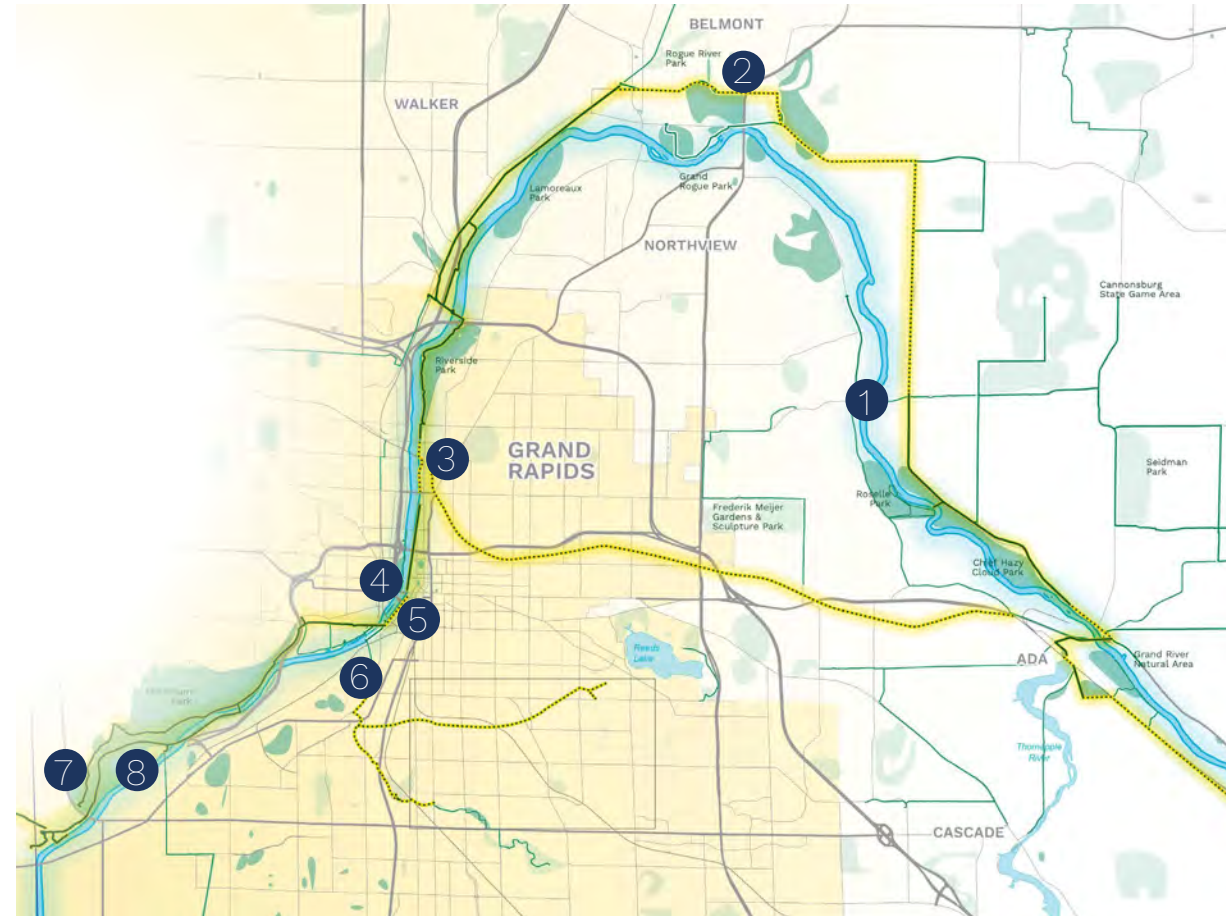 BELMONT
Rogue River
Park
2
WALKER
Lamoreaux
Park
Grand
Rogue Park
NORTHVIEW
Cannonsburg
State Game Area
Riverside
Park
1
3
GRAND
RAPIDS
Seidman
Park
Roselle
Park
Frederik Meijer
Gardens &
Sculpture Park
4
Chief Hazy
Cloud Park
5
Reeds
Lake
ADA
Grand River
Natural Area
6
Park
7
8
Thornapple
River
CASCADE